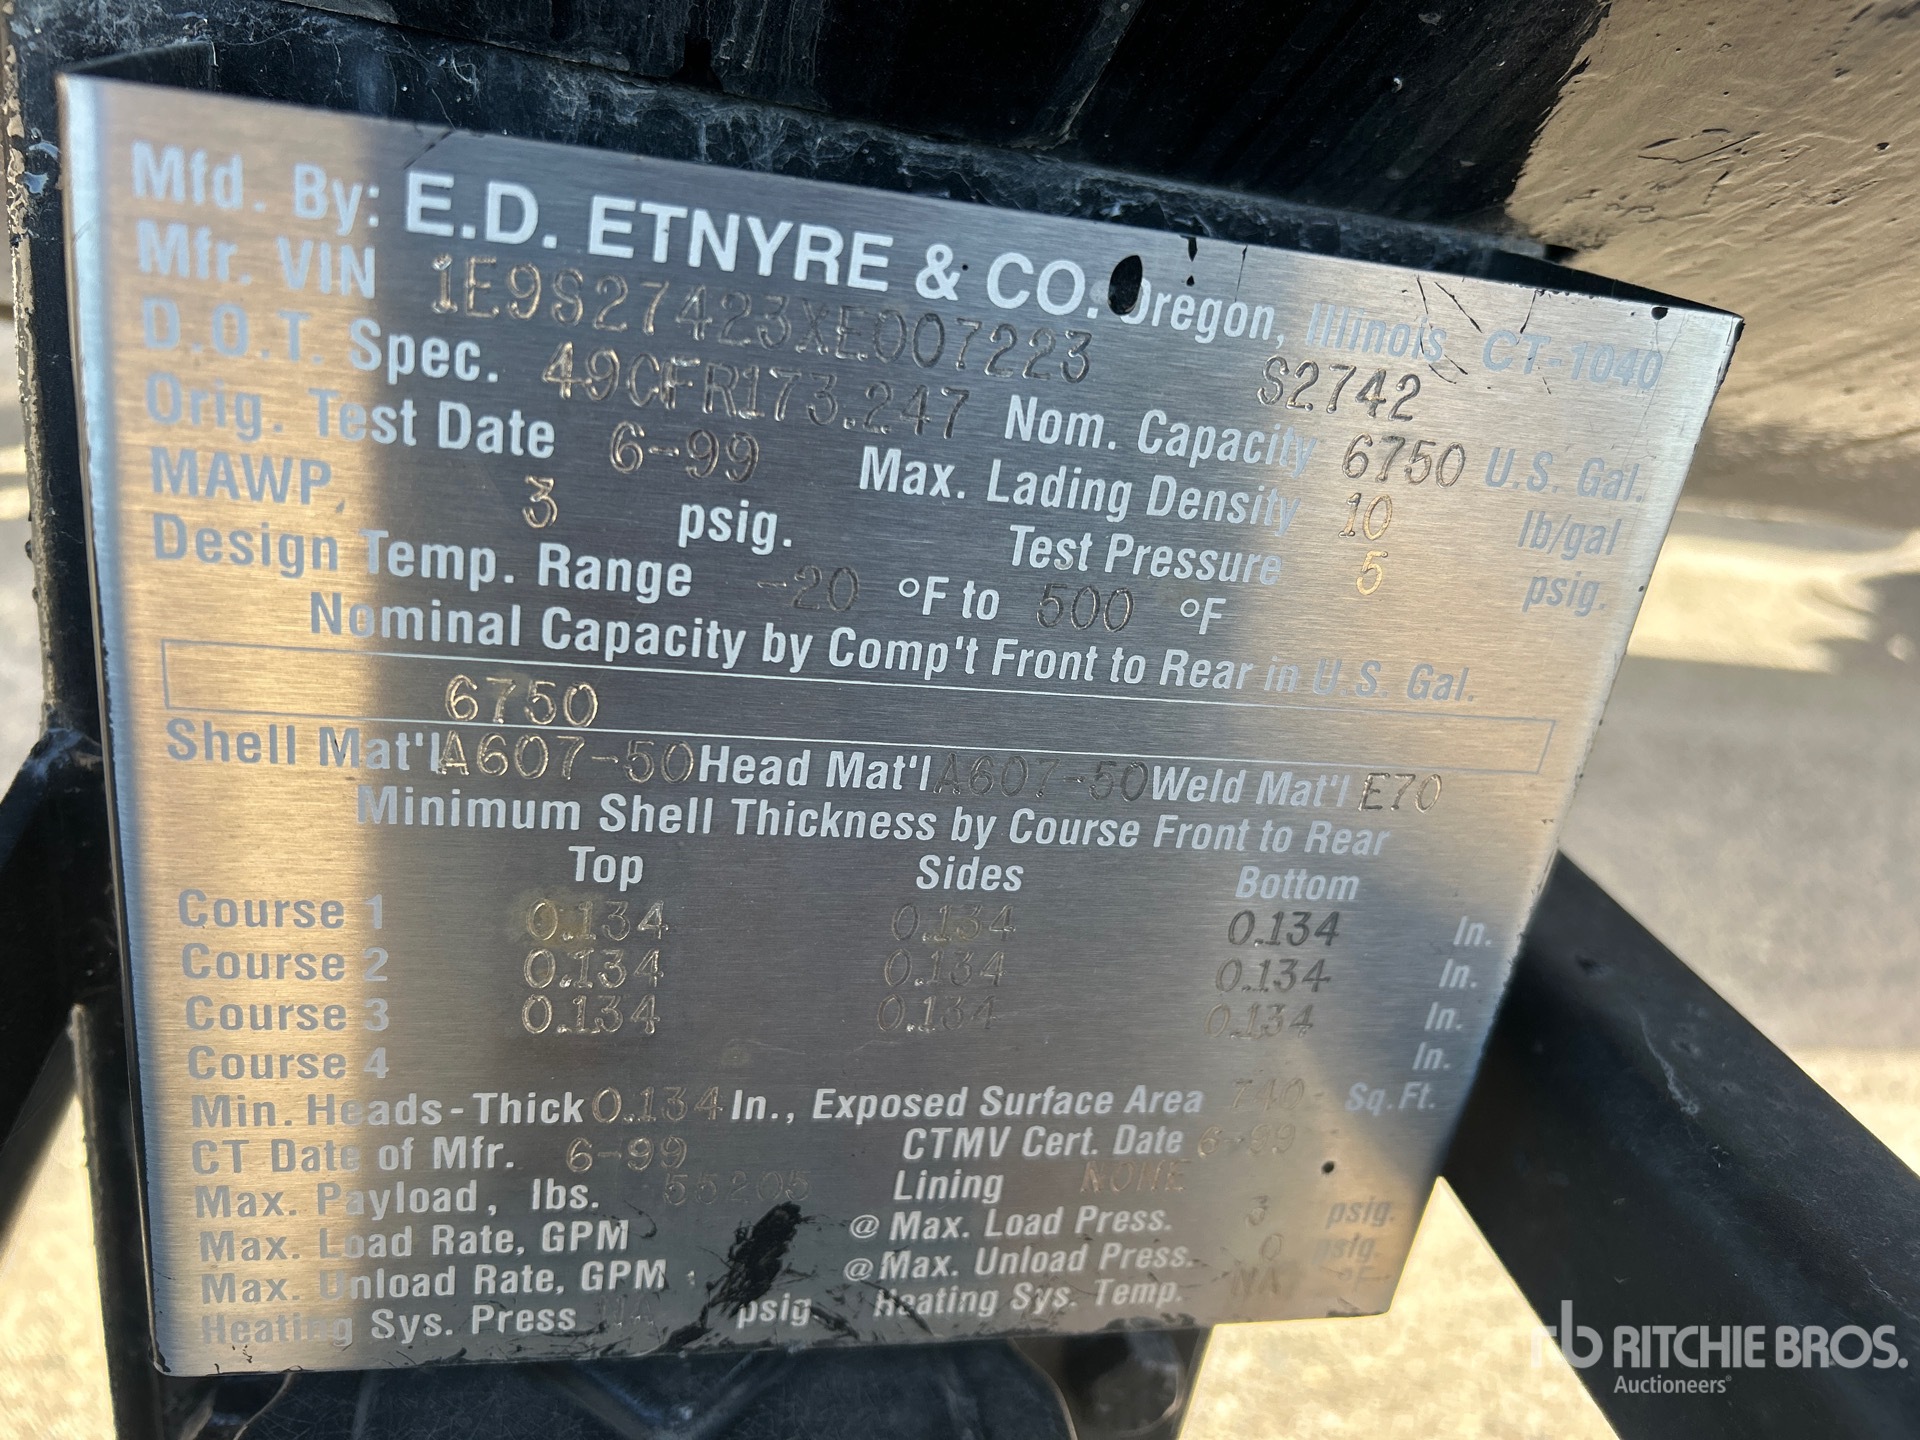 Mfd. By: E.D. ETNYRE & CO. Oregon, Illinois CT-1040
Mfr. VIN 1E9S27423XE007223 S2742
D.O.T. Spec. 49CFR173.247 Nom. Capacity 6750 U.S. Gal.
Orig. Test Date 6-99 Max. Lading Density 10 lb/gal
MAWP, 3 psig. Test Pressure 5 psig.
Design Temp. Range -20 °F to 500 °F
Nominal Capacity by Comp't Front to Rear in U.S. Gal.
6750
Shell Mat'l A607-50 Head Mat'l A607-50 Weld Mat'l E70
Minimum Shell Thickness by Course Front to Rear
Top Sides Bottom
Course 1 0.134 0.134 0.134 In.
Course 2 0.134 0.134 0.134 In.
Course 3 0.134 0.134 0.134 In.
Course 4 In.
Min. Heads-Thick 0.134 In., Exposed Surface Area 740 Sq.Ft.
CT Date of Mfr. 6-99 CTMV Cert. Date 6-99
Max. Payload, lbs. 55205 Lining NONE
Max. Load Rate, GPM @ Max. Load Press. 3 psig.
Max. Unload Rate, GPM @ Max. Unload Press. 0 psig.
Heating Sys. Press NA psig. Heating Sys. Temp. NA °F
rb RITCHIE BROS.
Auctioneers